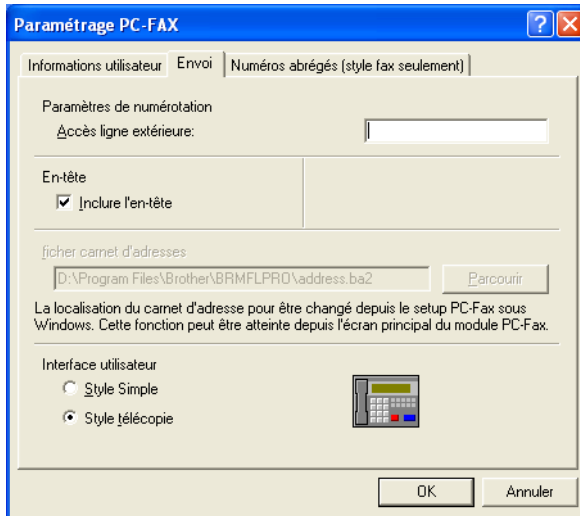 Paramétrage PC-FAX
Informations utilisateur
Envoi
Numéros abrégés (style fax seulement)
Paramètres de numérotation
Accès ligne extérieure:
En-tête
Inclure l'en-tête
ficher carnet d'adresses
D:\Program Files\Brother\BRMFLPRO\address.ba2
Parcourir
La localisation du carnet d'adresse pour être changé depuis le setup PC-Fax sous
Windows. Cette fonction peut être atteinte depuis l'écran principal du module PC-Fax.
Interface utilisateur
Style Simple
Style télécopie
OK
Annuler